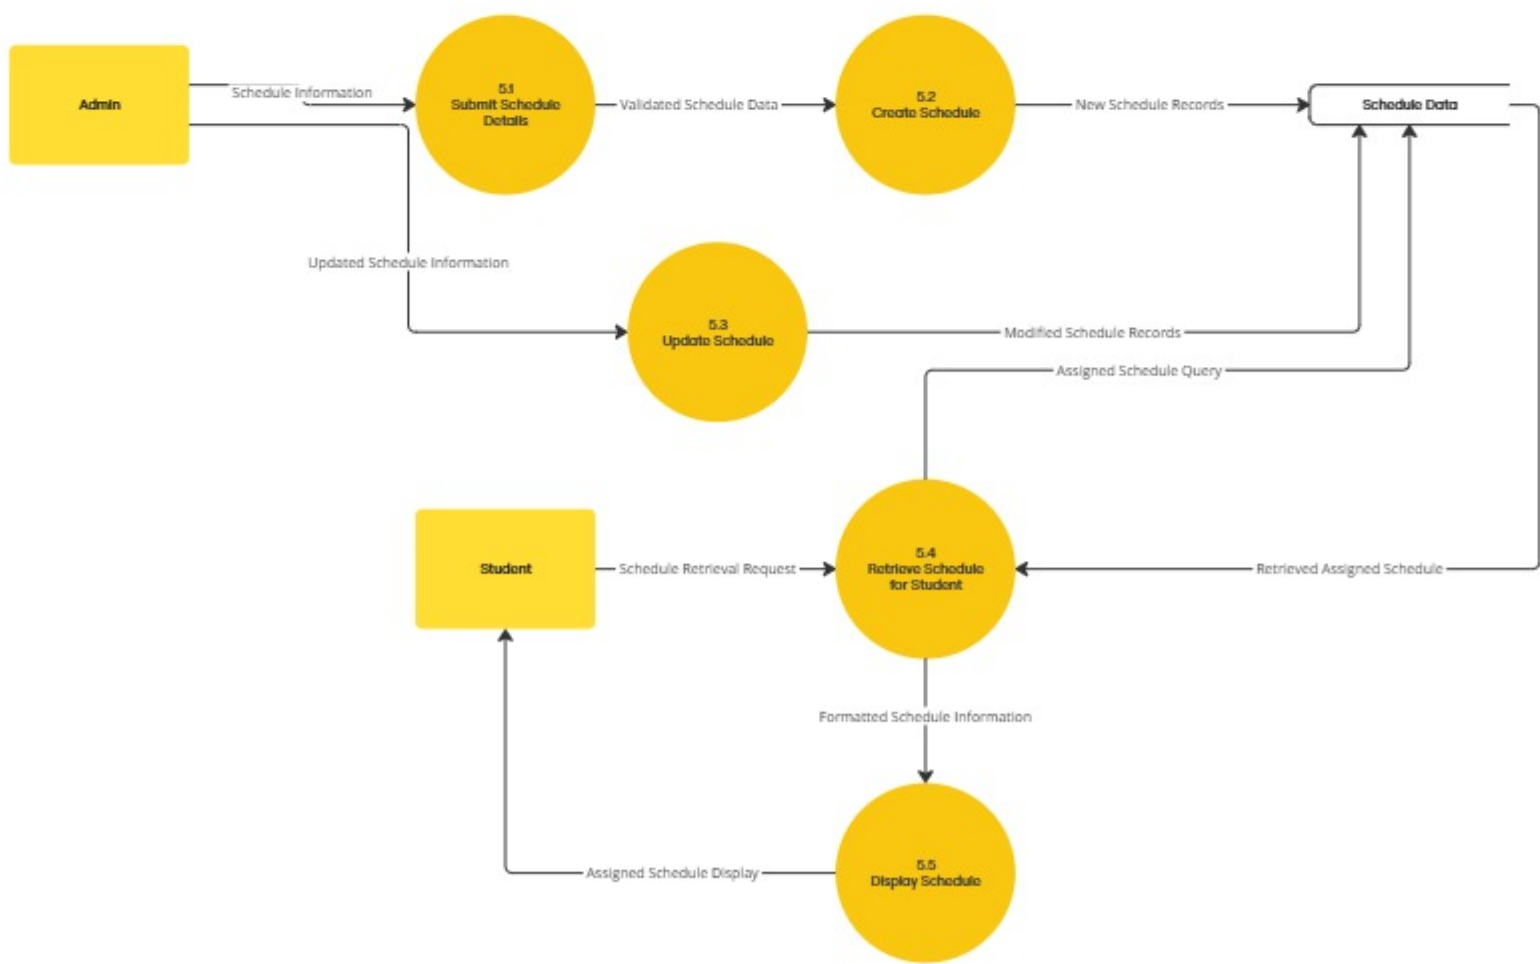 Admin
Schedule Information
5.1
Submit Schedule
Details
Validated Schedule Data
5.2
Create Schedule
New Schedule Records
Schedule Data
Updated Schedule Information
5.3
Update Schedule
Modified Schedule Records
Assigned Schedule Query
Student
Schedule Retrieval Request
5.4
Retrieve Schedule
for Student
Retrieved Assigned Schedule
Formatted Schedule Information
5.5
Display Schedule
Assigned Schedule Display